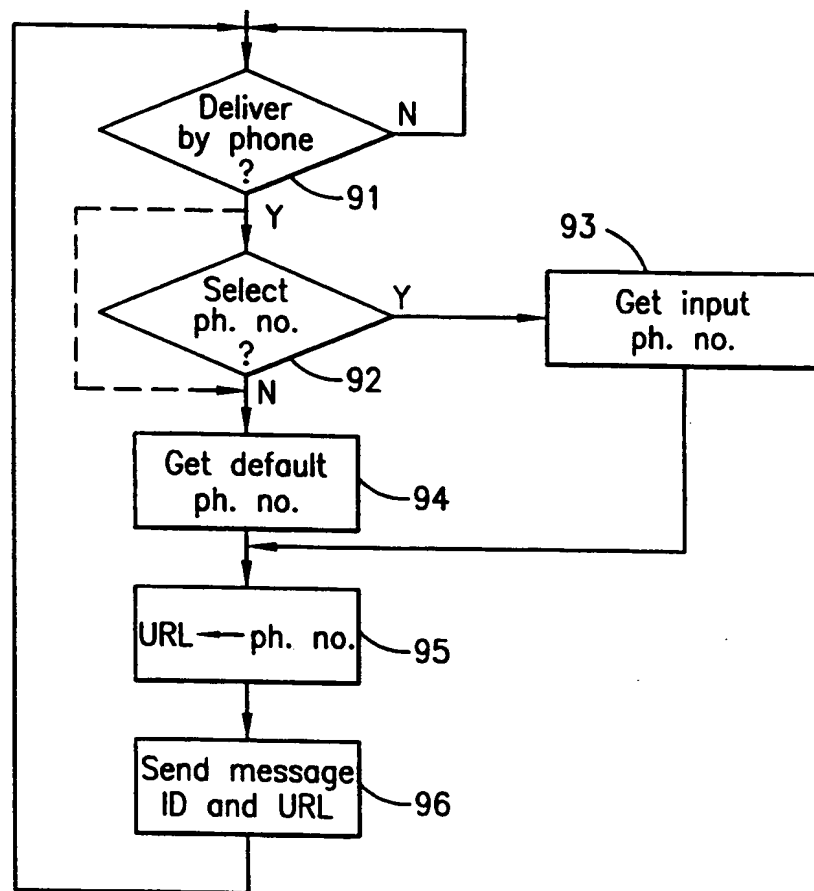 Deliver
by phone
?
N
91
Y
93
Select
ph. no.
?
Y
Get input
ph. no.
92
N
Get default
ph. no.
94
URL ← ph. no.
95
Send message
ID and URL
96